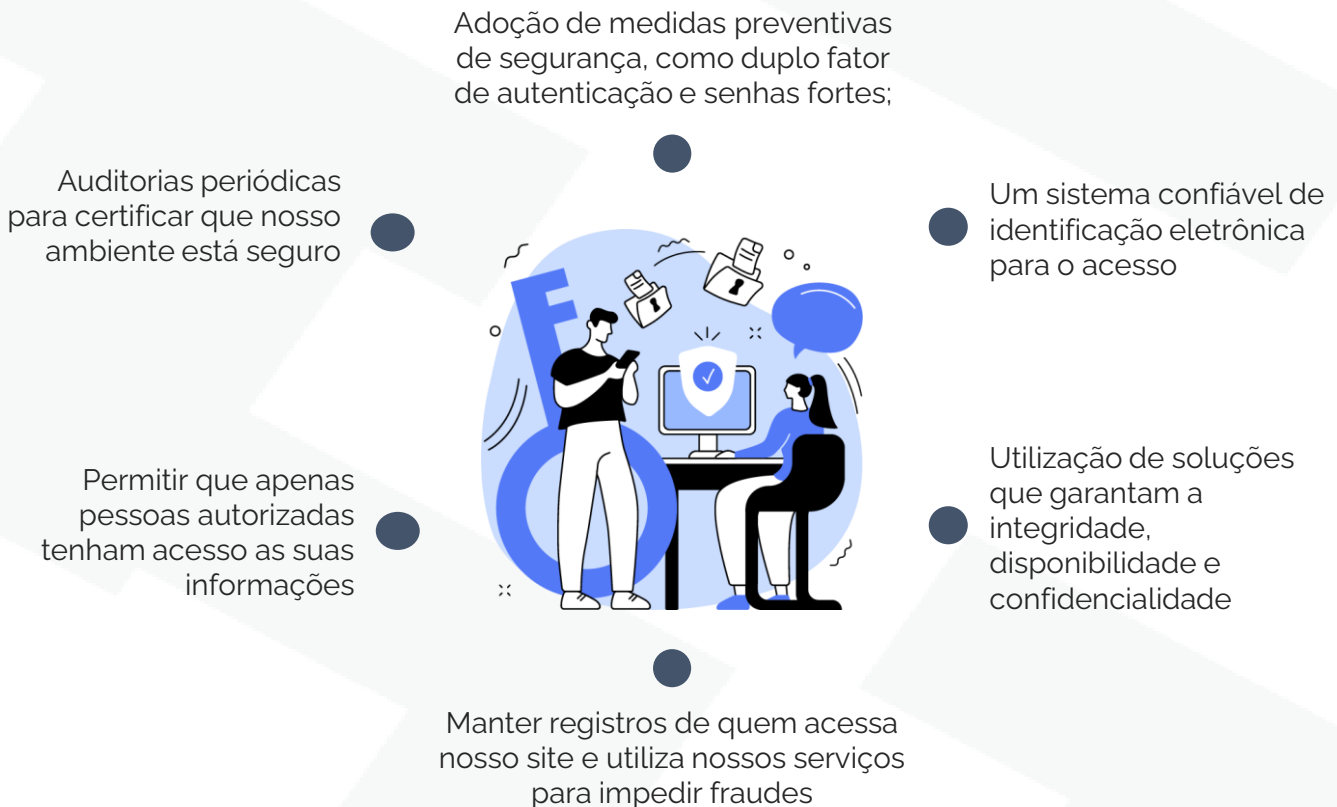 Adoção de medidas preventivas
de segurança, como duplo fator
de autenticação e senhas fortes;
Auditorias periódicas
para certificar que nosso
ambiente está seguro
Um sistema confiável de
identificação eletrônica
para o acesso
Permitir que apenas
pessoas autorizadas
tenham acesso as suas
informações
Utilização de soluções
que garantam a
integridade,
disponibilidade e
confidencialidade
Manter registros de quem acessa
nosso site e utiliza nossos serviços
para impedir fraudes